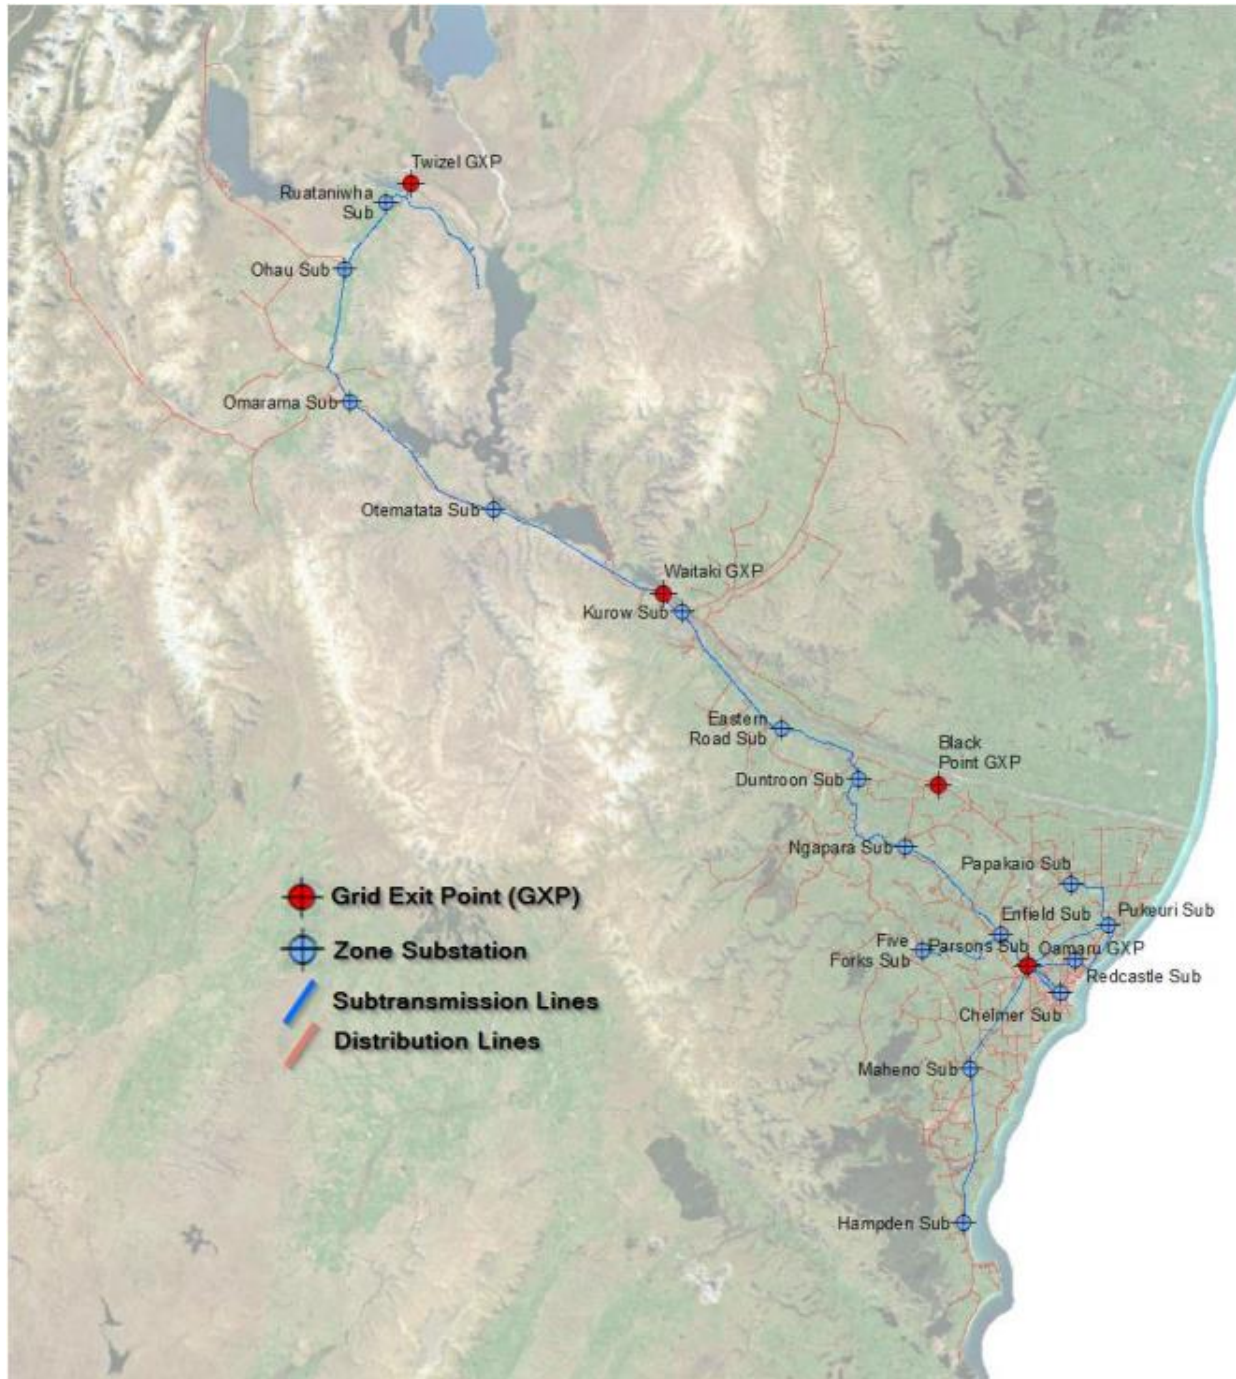 Twizel GXP
Ruataniwha
Sub
Ohau Sub
Omarama Sub
Otematata Sub
Waitaki GXP
Kurow Sub
Eastern
Road Sub
Black
Point GXP
Duntroon Sub
Ngapara Sub
Papakaio Sub
Grid Exit Point (GXP)
Enfield Sub
Pukeuri Sub
Five
Forks Sub
Parsons Sub
Oamaru GXP
Zone Substation
Redcastle Sub
Subtransmission Lines
Chelmer Sub
Distribution Lines
Maheno Sub
Hampden Sub